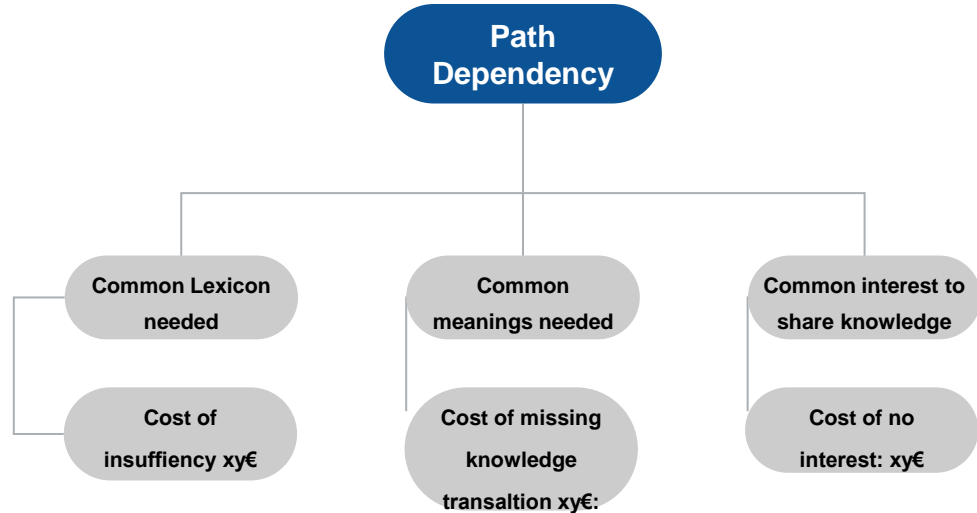 Path
Dependency
Common Lexicon
needed
Common
meanings needed
Common interest to
share knowledge
Cost of
insuffiency xy€
Cost of missing
knowledge
transaltion xy€:
Cost of no
interest: xy€